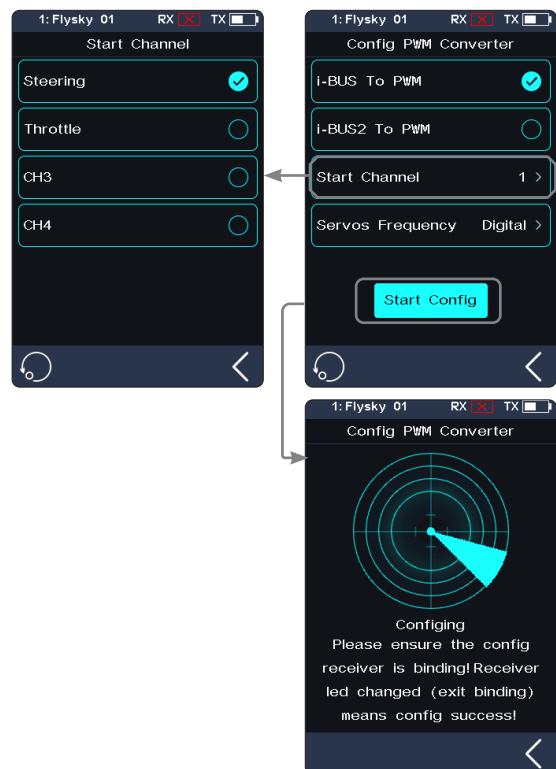 1: Flysky 01 RX TX
Start Channel
Steering
Throttle
CH3
CH4
1: Flysky 01 RX TX
Config PWM Converter
i-BUS To PWM
i-BUS2 To PWM
Start Channel 1 >
Servos Frequency Digital >
Start Config
1: Flysky 01 RX TX
Config PWM Converter
Configing
Please ensure the config
receiver is binding! Receiver
led changed (exit binding)
means config success!